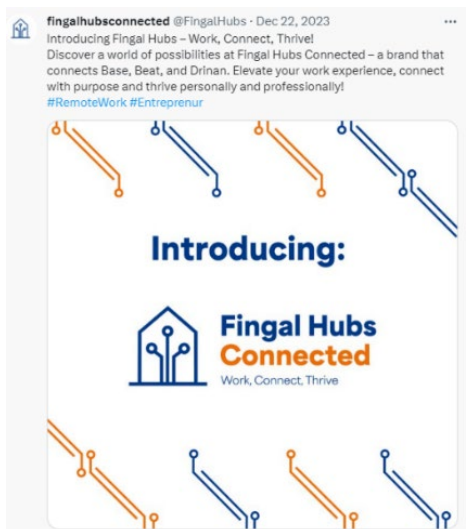 fingalhubsconnected @FingalHubs · Dec 22, 2023 ...
Introducing Fingal Hubs – Work, Connect, Thrive!
Discover a world of possibilities at Fingal Hubs Connected – a brand that
connects Base, Beat, and Drinan. Elevate your work experience, connect
with purpose and thrive personally and professionally!
#RemoteWork #Entreprenur
Introducing:
Fingal Hubs
Connected
Work, Connect, Thrive